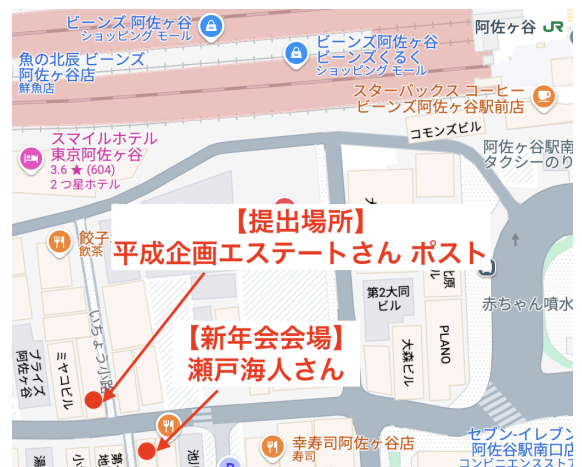 ビーンズ 阿佐ヶ谷
ショッピング モール
阿佐ヶ谷 JR
魚の北辰 ビーンズ
阿佐ヶ谷店
鮮魚店
ビーンズ阿佐ヶ谷
ビーンズくるく
ショッピング モール
スターバックス コーヒー
ビーンズ阿佐ヶ谷駅前店
コモンズビル
スマイルホテル
東京阿佐ヶ谷
3.6 ★ (604)
2 つ星ホテル
阿佐ヶ谷駅南
タクシーのり
【提出場所】
平成企画エステートさん ポスト
餃子
飲茶
第2大同
ビル
赤ちゃん噴水
いちょう小路
【新年会会場】
瀬戸海人さん
大森ビル
PLANO
プライズ
阿佐ヶ谷
ミヤコビル
幸寿司阿佐ヶ谷店
寿司
セブン-イレブン
阿佐谷駅南口店
コンビニエンススト
池川